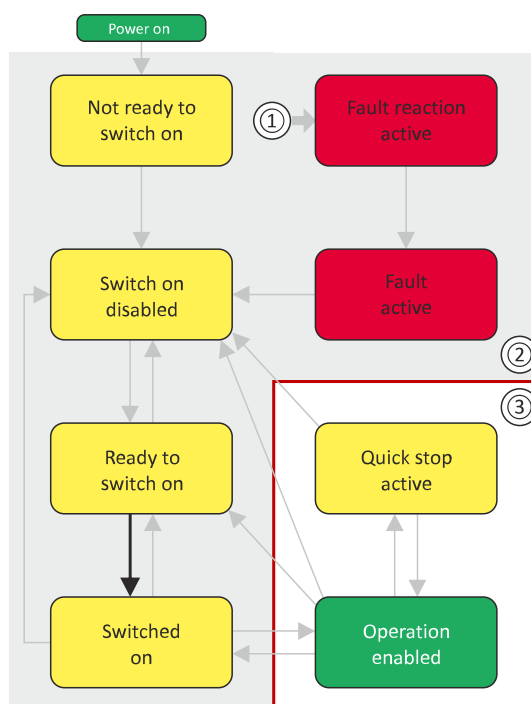 Power on
Not ready to
switch on
1
Fault reaction
active
Switch on
disabled
Fault
active
2
3
Ready to
switch on
Quick stop
active
Switched
on
Operation
enabled